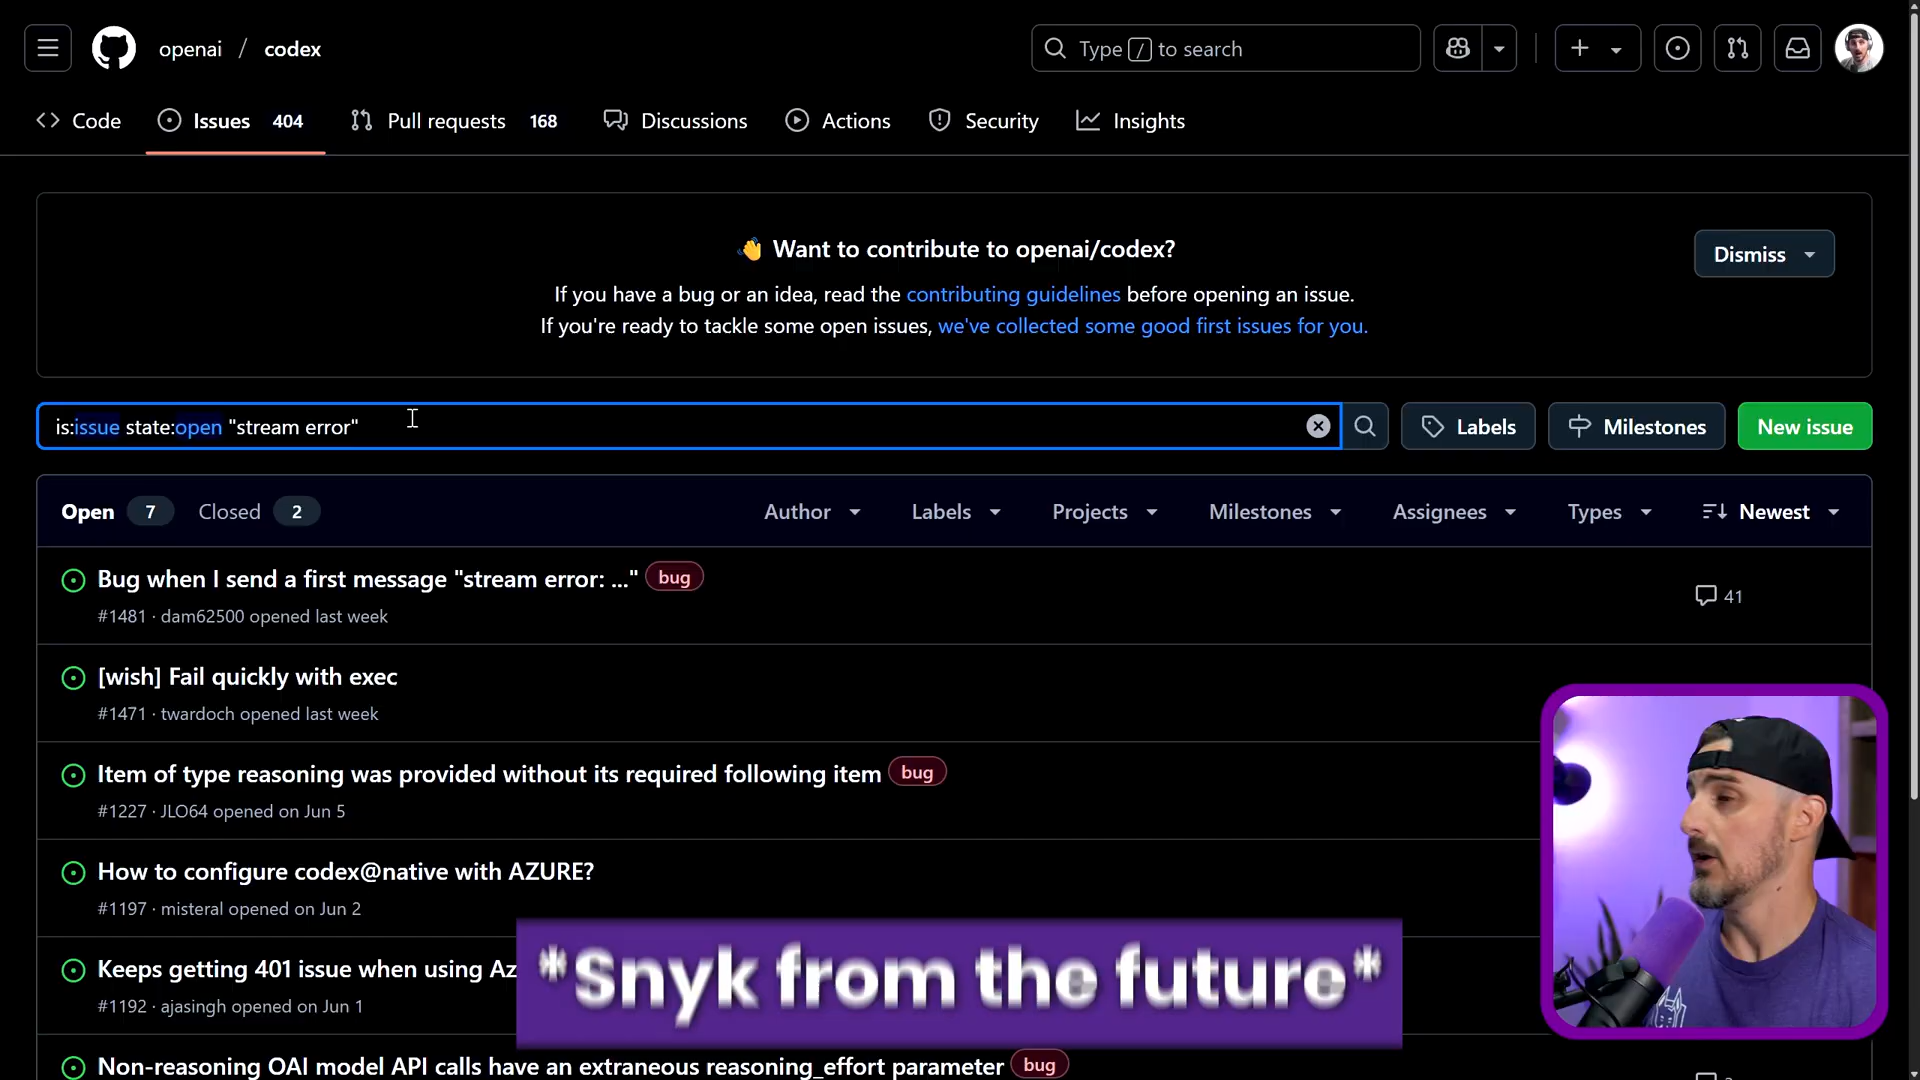 openai / codex
Type / to search
Code
Issues 404
Pull requests 168
Discussions
Actions
Security
Insights
👋 Want to contribute to openai/codex?
Dismiss
If you have a bug or an idea, read the contributing guidelines before opening an issue.
If you're ready to tackle some open issues, we've collected some good first issues for you.
is:issue state:open "stream error"
Labels
Milestones
New issue
Open 7
Closed 2
Author
Labels
Projects
Milestones
Assignees
Types
Newest
Bug when I send a first message "stream error: ..." bug
#1481 · dam62500 opened last week
41
[wish] Fail quickly with exec
#1471 · twardoch opened last week
Item of type reasoning was provided without its required following item bug
#1227 · JLO64 opened on Jun 5
How to configure codex@native with AZURE?
#1197 · misteral opened on Jun 2
Keeps getting 401 issue when using Az
#1192 · ajasingh opened on Jun 1
*Snyk from the future*
Non-reasoning OAI model API calls have an extraneous reasoning_effort parameter bug